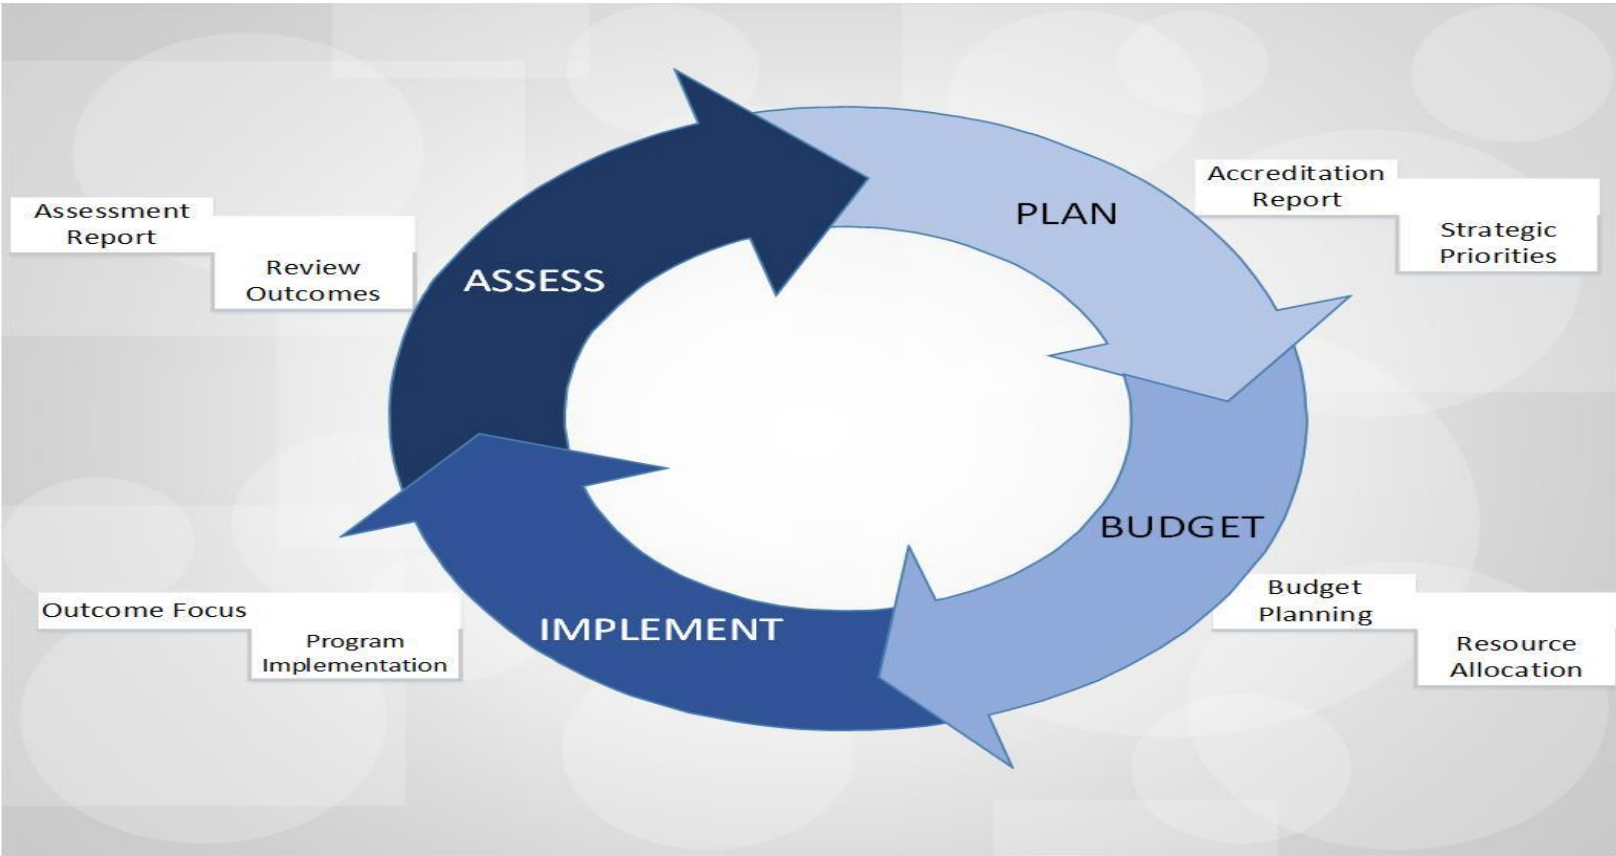 Accreditation
Report
Strategic
Priorities
PLAN
Assessment
Report
Review
Outcomes
ASSESS
BUDGET
Budget
Planning
Resource
Allocation
IMPLEMENT
Outcome Focus
Program
Implementation